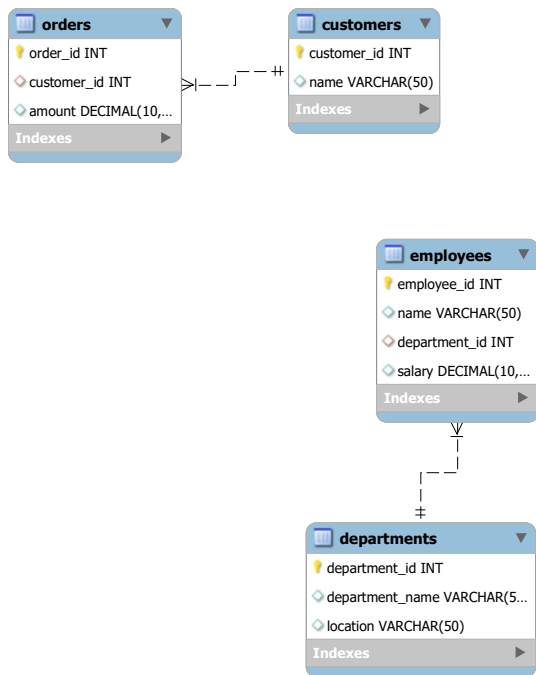 orders
order_id INT
customer_id INT
amount DECIMAL(10,...
Indexes
customers
customer_id INT
name VARCHAR(50)
Indexes
employees
employee_id INT
name VARCHAR(50)
department_id INT
salary DECIMAL(10,...
Indexes
departments
department_id INT
department_name VARCHAR(5...
location VARCHAR(50)
Indexes